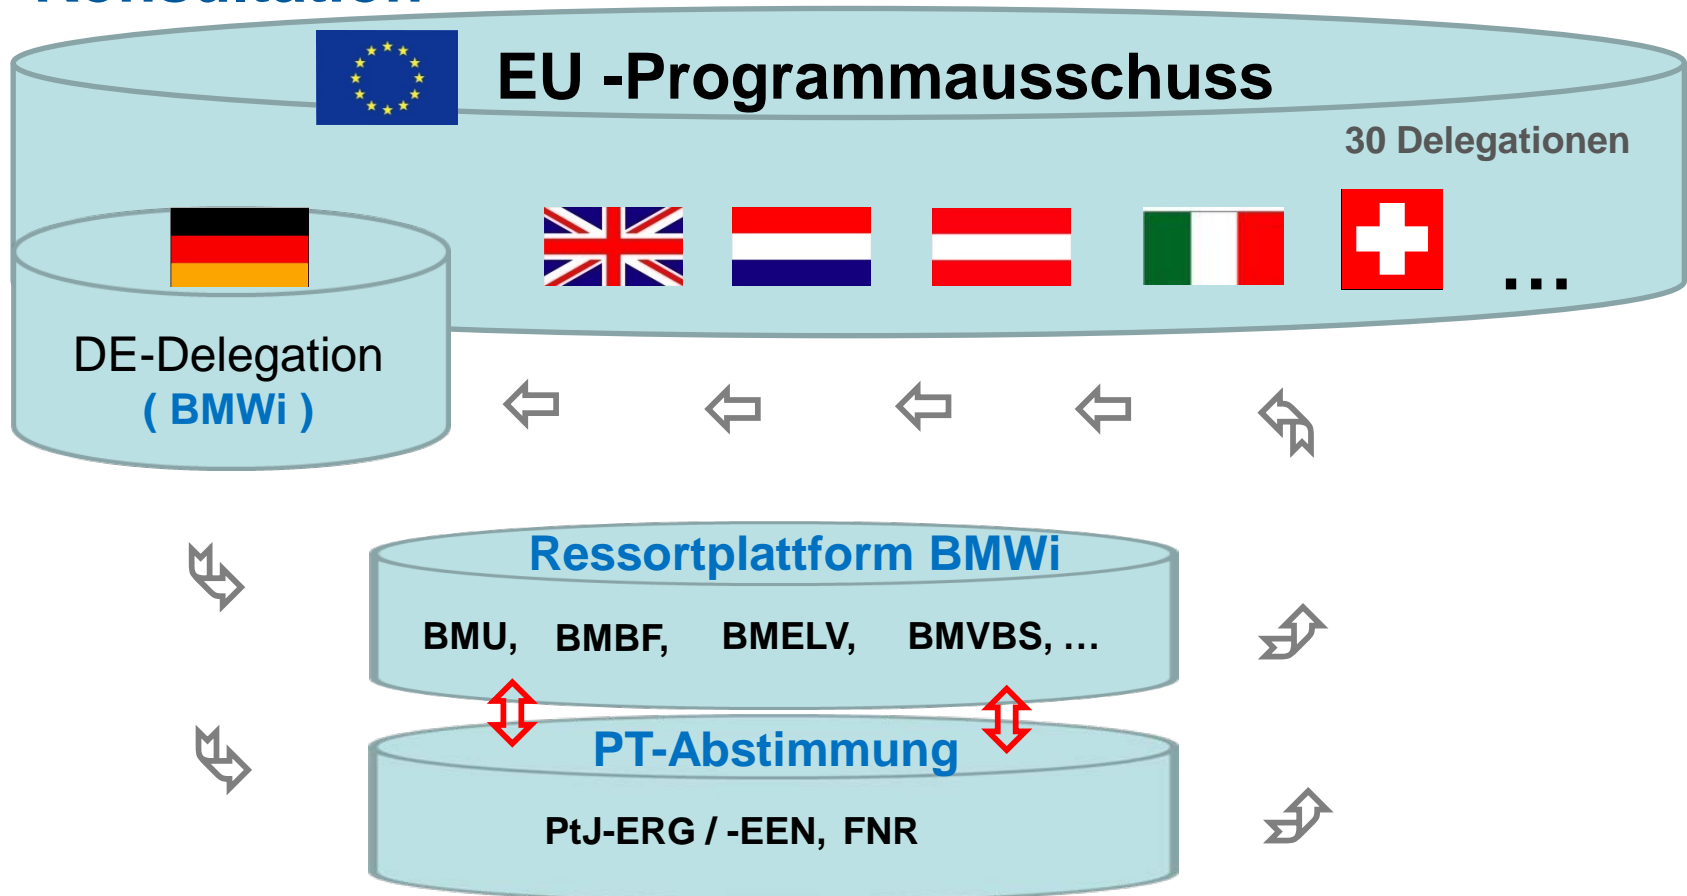 EU -Programmausschuss
30 Delegationen
...
DE-Delegation
( BMWi )
Ressortplattform BMWi
BMU, BMBF, BMELV, BMVBS, ...
PT-Abstimmung
PtJ-ERG / -EEN, FNR